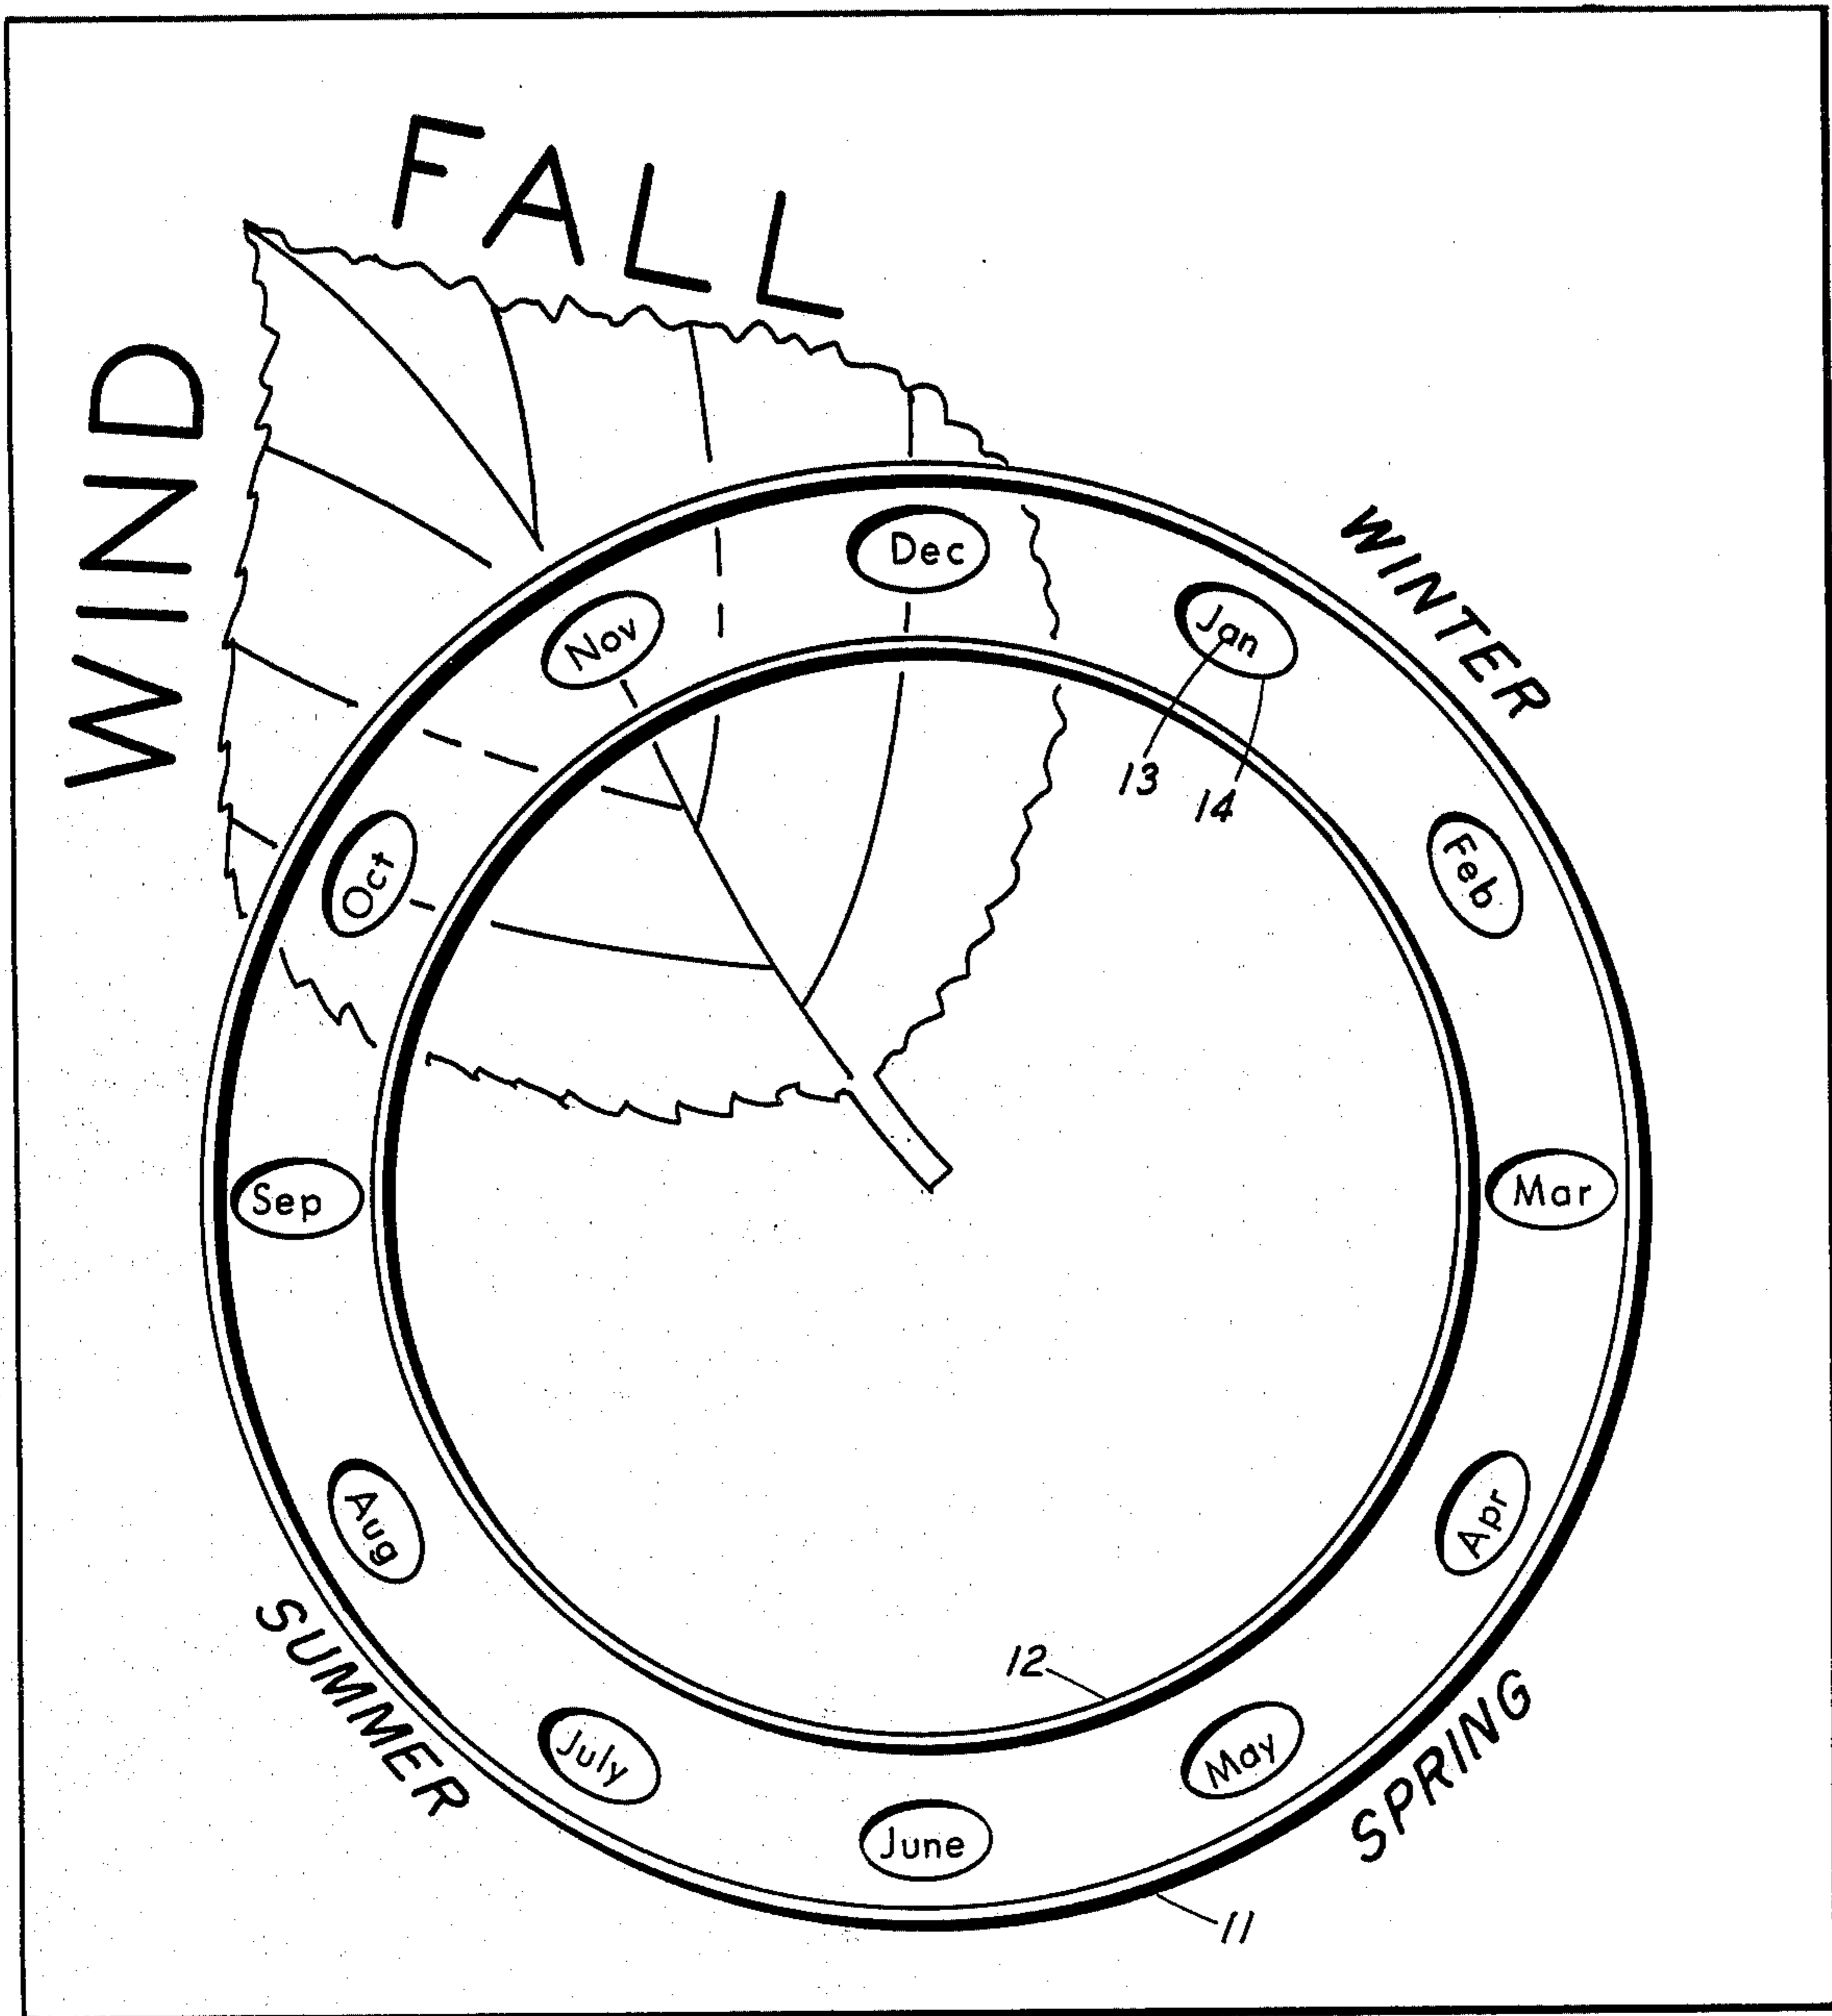 FALL
WIND
WINTER
Dec
Jan
Nov
13
14
Feb
Oct
Sep
Mar
Aug
Apr
SUMMER
12
SPRING
July
May
June
11